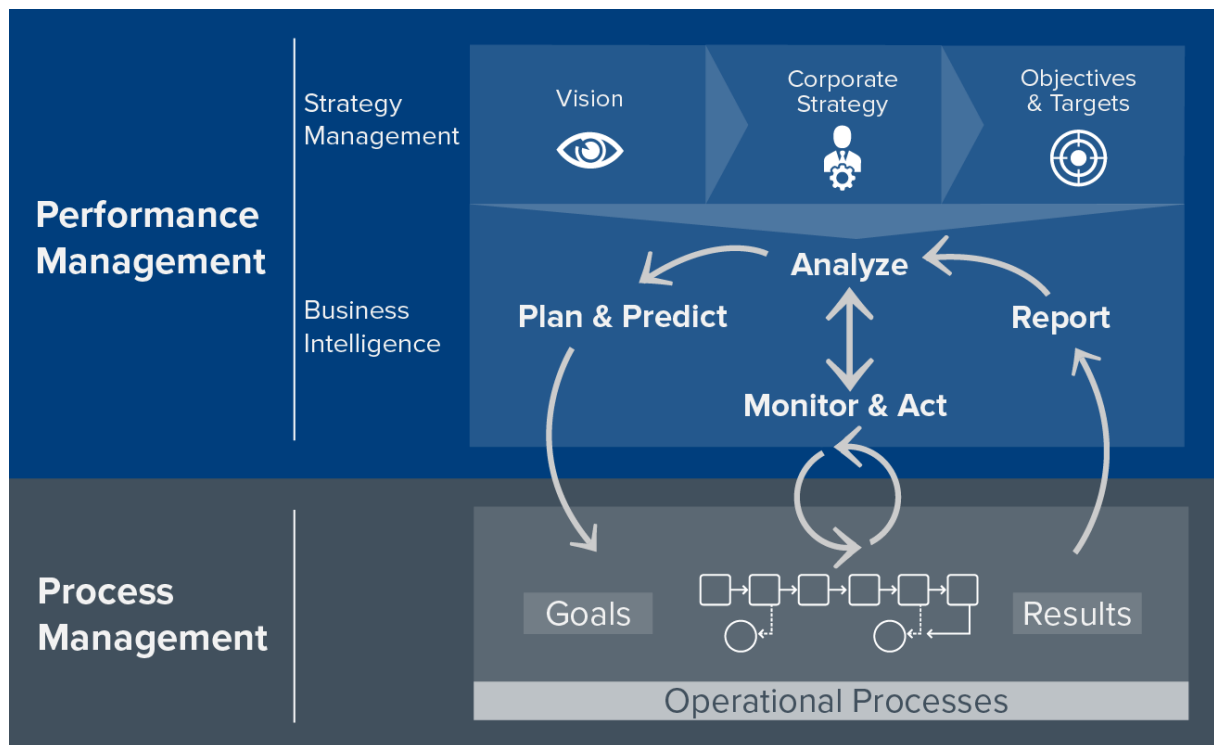 Performance
Management
Strategy
Management
Vision
Corporate
Strategy
Objectives
& Targets
Business
Intelligence
Analyze
Plan & Predict
Report
Monitor & Act
Process
Management
Goals
Results
Operational Processes